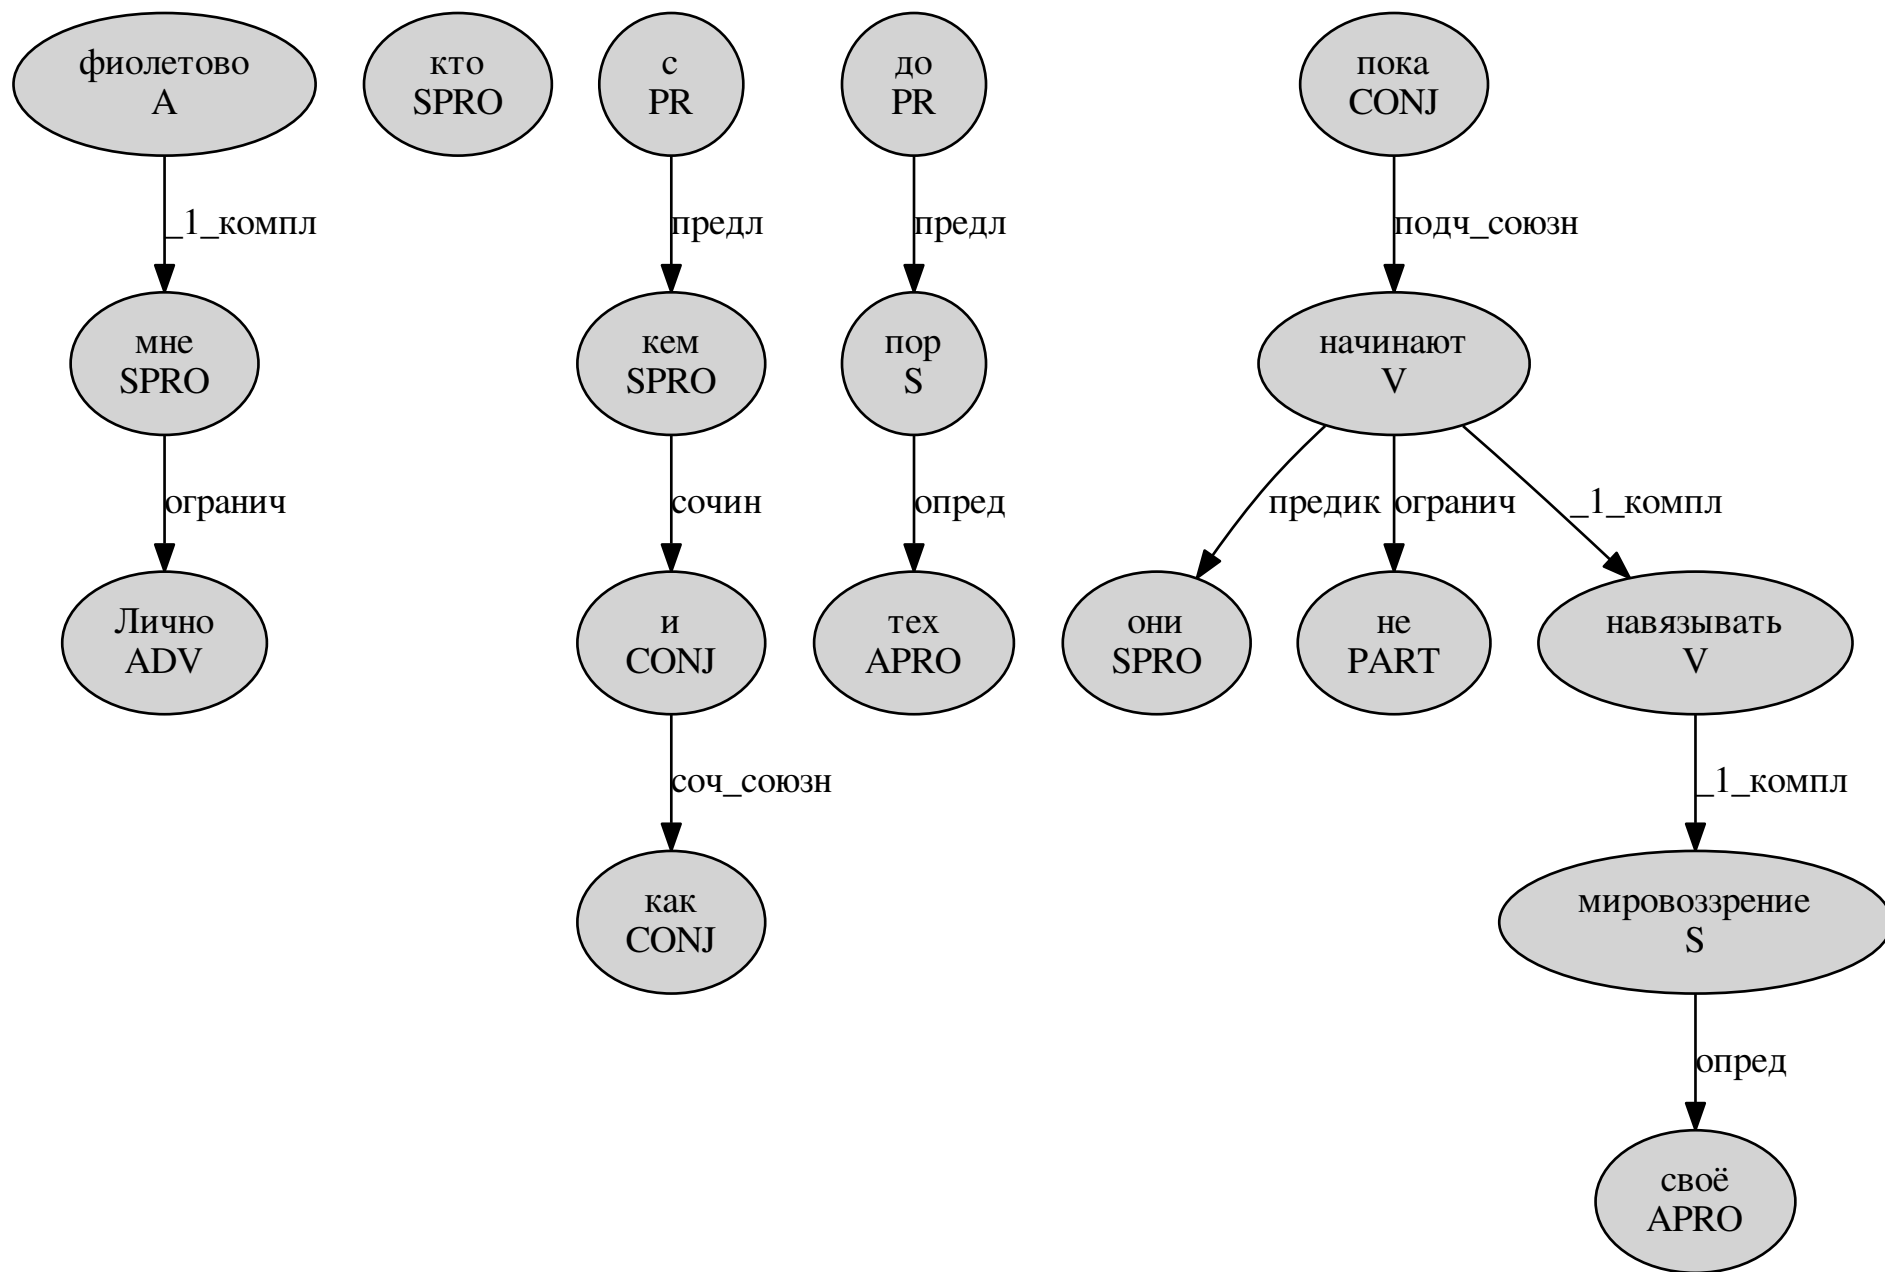 фиолетово
A
кто
SPRO
с
PR
до
PR
пока
CONJ
_1_компл
предл
предл
подч_союзн
мне
SPRO
кем
SPRO
пор
S
начинают
V
огранич
сочин
опред
предик
огранич
_1_компл
Лично
ADV
и
CONJ
тех
APRO
они
SPRO
не
PART
навязывать
V
соч_союзн
_1_компл
как
CONJ
мировоззрение
S
опред
своё
APRO